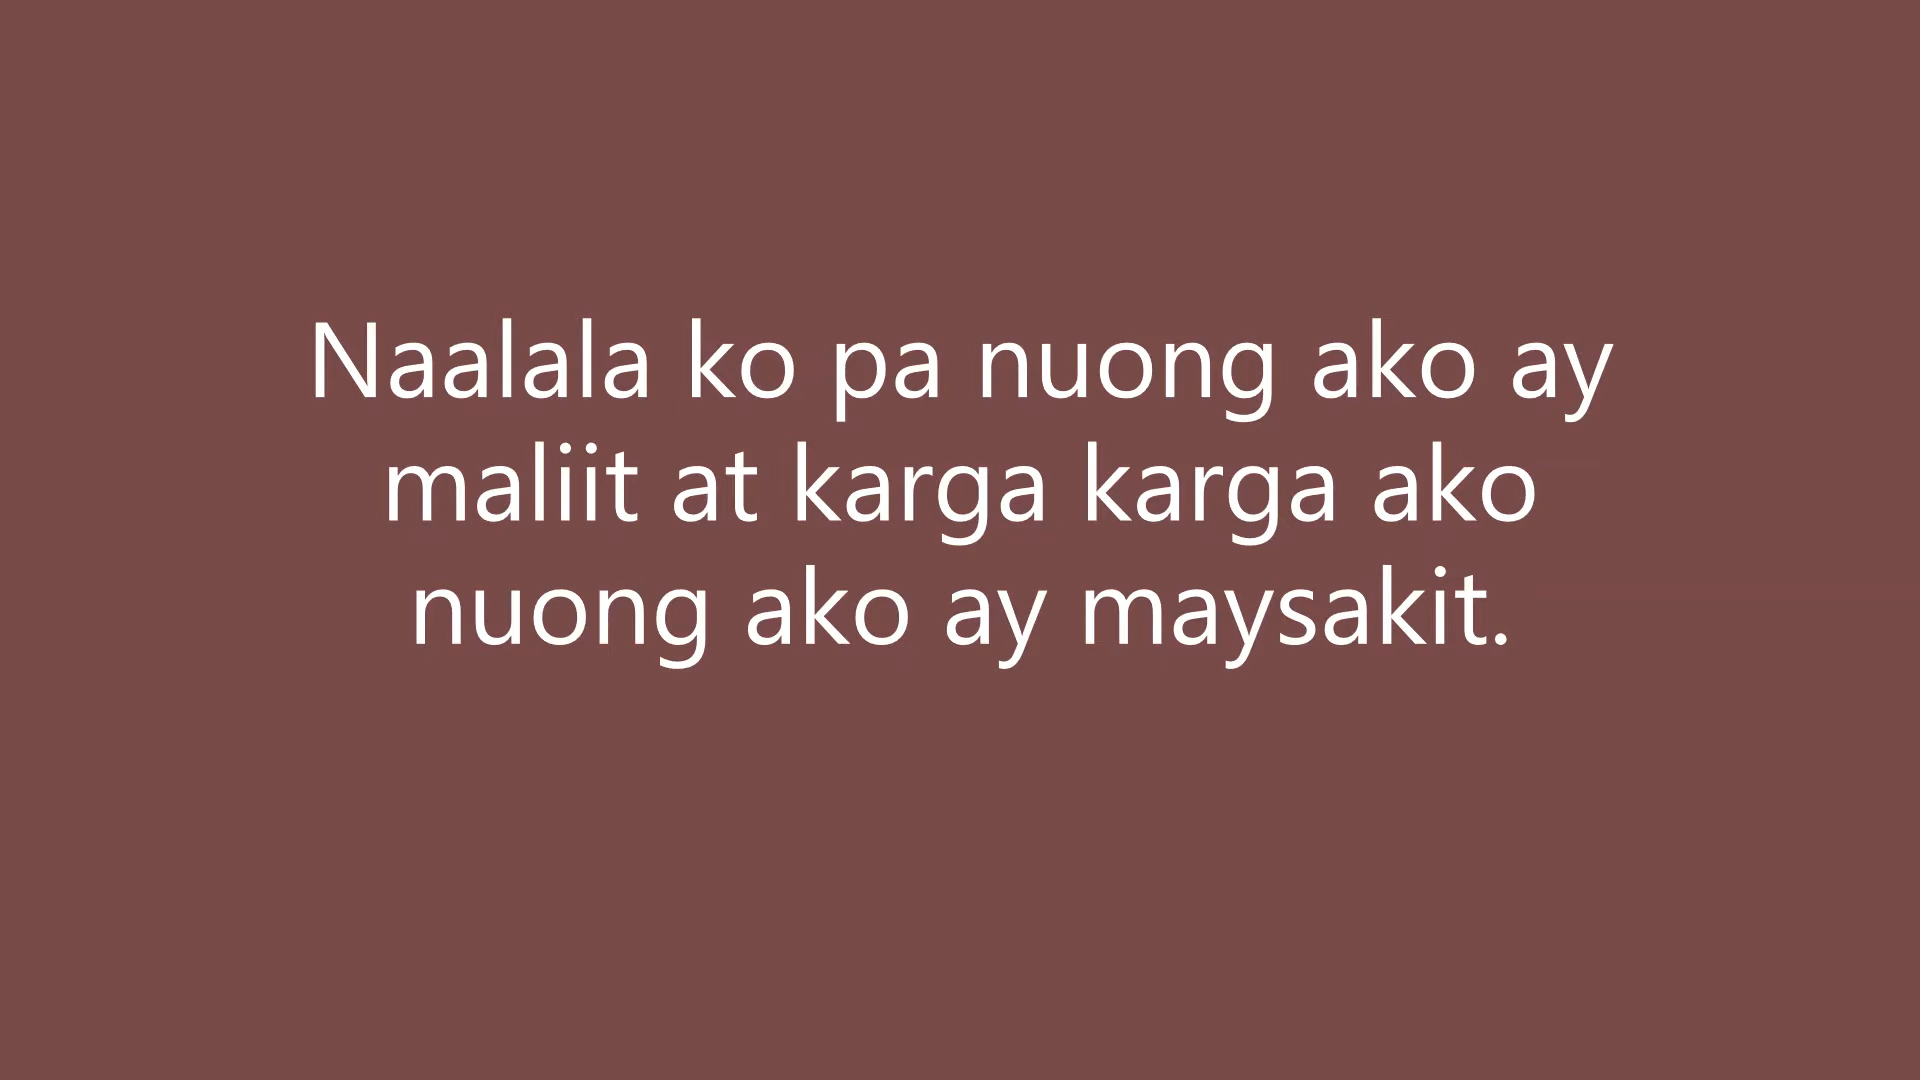 Naalala ko pa nuong ako ay
maliit at karga karga ako
nuong ako ay maysakit.